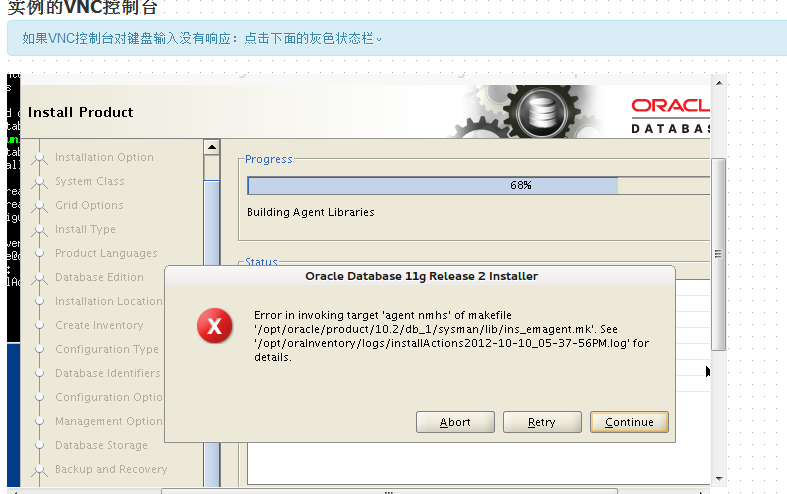 实例的VNC控制台
如果VNC控制台对键盘输入没有响应：点击下面的灰色状态栏。
Install Product
ORACL
DATABAS
Installation Option
System Class
Grid Options
Install Type
Product Languages
Database Edition
Installation Location
Create Inventory
Configuration Type
Database Identifiers
Configuration Optio
Management Option
Database Storage
Backup and Recovery
Progress
68%
Building Agent Libraries
Status
Oracle Database 11g Release 2 Installer
Error in invoking target 'agent nmhs' of makefile
'/opt/oracle/product/10.2/db_1/sysman/lib/ins_emagent.mk'. See
'/opt/oraInventory/logs/installActions2012-10-10_05-37-56PM.log' for
details.
Abort
Retry
Continue